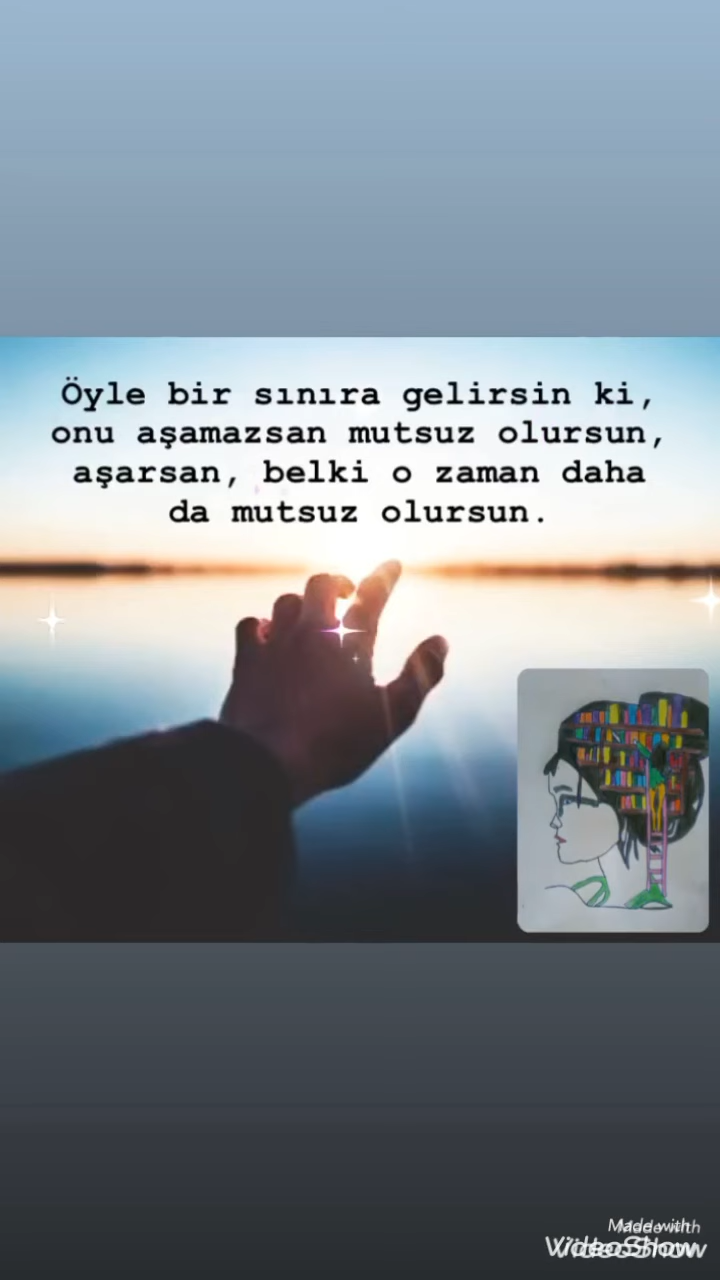 Öyle bir sınıra gelirsin ki,
onu aşamazsan mutsuz olursun,
aşarsan, belki o zaman daha
da mutsuz olursun.
Made with
VideoShow